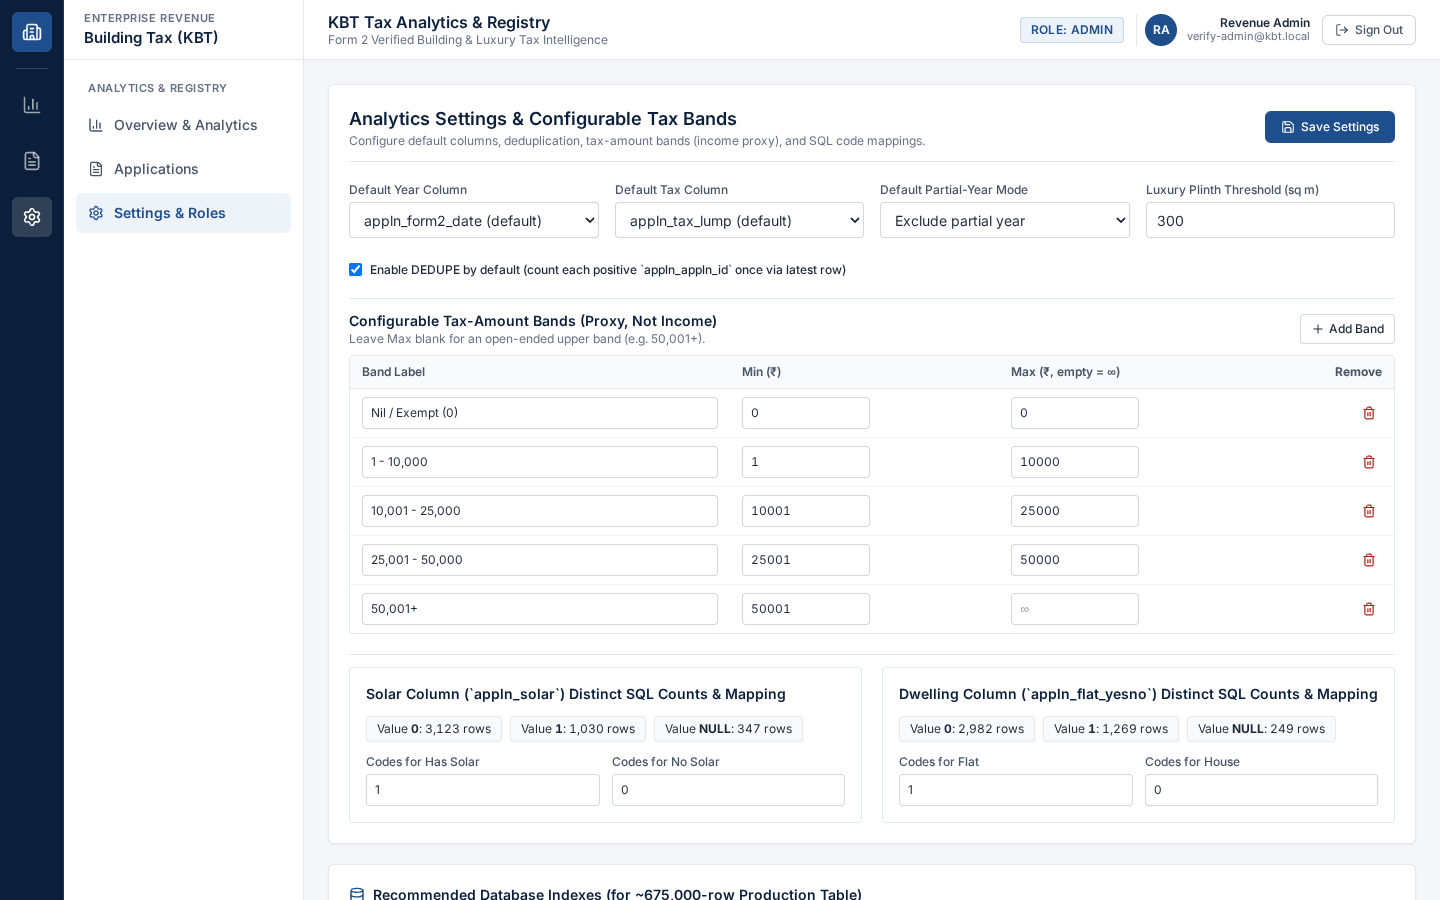 ENTERPRISE REVENUE
Building Tax (KBT)
ANALYTICS & REGISTRY
Overview & Analytics
Applications
Settings & Roles
KBT Tax Analytics & Registry
Form 2 Verified Building & Luxury Tax Intelligence
ROLE: ADMIN
RA
Revenue Admin
verify-admin@kbt.local
Sign Out
Analytics Settings & Configurable Tax Bands
Configure default columns, deduplication, tax-amount bands (income proxy), and SQL code mappings.
Save Settings
Default Year Column
Default Tax Column
Default Partial-Year Mode
Luxury Plinth Threshold (sq m)
appln_form2_date (default)
appln_tax_lump (default)
Exclude partial year
300
Enable DEDUPE by default (count each positive `appln_appln_id` once via latest row)
Configurable Tax-Amount Bands (Proxy, Not Income)
Leave Max blank for an open-ended upper band (e.g. 50,001+).
Add Band
Band Label Min (₹) Max (₹, empty = ∞) Remove
Nil / Exempt (0) 0 0
1 - 10,000 1 10000
10,001 - 25,000 10001 25000
25,001 - 50,000 25001 50000
50,001+ 50001 ∞
Solar Column (`appln_solar`) Distinct SQL Counts & Mapping
Value 0: 3,123 rows Value 1: 1,030 rows Value NULL: 347 rows
Codes for Has Solar Codes for No Solar
1 0
Dwelling Column (`appln_flat_yesno`) Distinct SQL Counts & Mapping
Value 0: 2,982 rows Value 1: 1,269 rows Value NULL: 249 rows
Codes for Flat Codes for House
1 0
Recommended Database Indexes (for ~675,000-row Production Table)